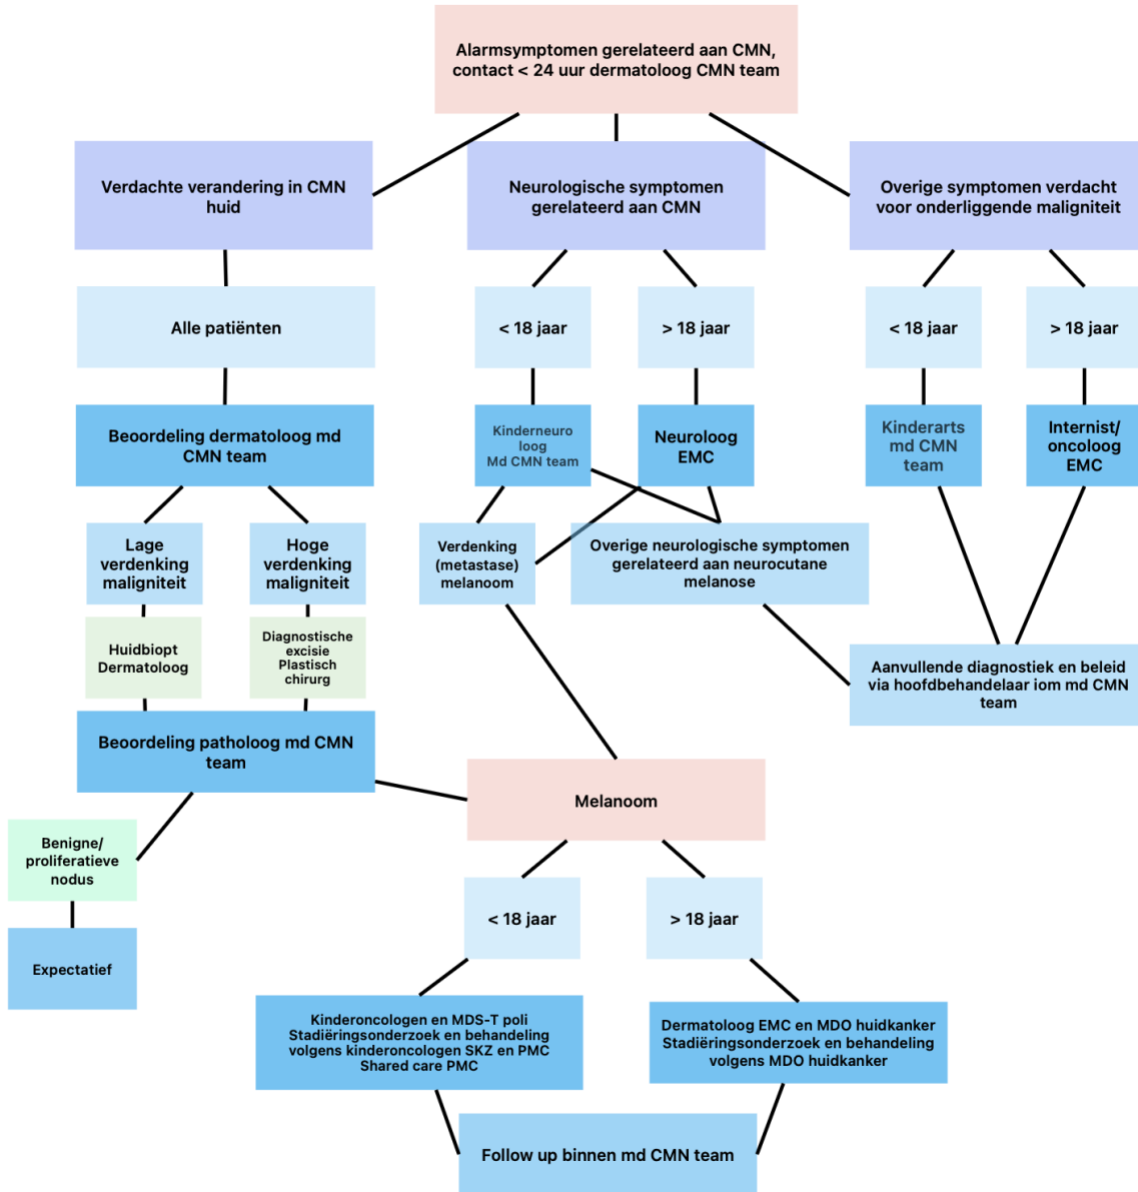 Alarmsymptomen gerelateerd aan CMN,
contact < 24 uur dermatoloog CMN team
Verdachte verandering in CMN
huid
Neurologische symptomen
gerelateerd aan CMN
Overige symptomen verdacht
voor onderliggende maligniteit
Alle patiënten
< 18 jaar
> 18 jaar
< 18 jaar
> 18 jaar
Beoordeling dermatoloog md
CMN team
Kinderneuro
loog
Md CMN team
Neuroloog
EMC
Kinderarts
md CMN
team
Internist/
oncoloog
EMC
Lage
verdenking
maligniteit
Hoge
verdenking
maligniteit
Verdenking
(metastase)
melanoom
Overige neurologische symptomen
gerelateerd aan neurocutane
melanose
Huidbiopt
Dermatoloog
Diagnostische
excisie
Plastisch
chirurg
Aanvullende diagnostiek en beleid
via hoofdbehandelaar iom md CMN
team
Beoordeling patholoog md CMN
team
Melanoom
Benigne/
proliferatieve
nodus
< 18 jaar
> 18 jaar
Expectatief
Kinderoncologen en MDS-T poli
Stadiëringsonderzoek en behandeling
volgens kinderoncologen SKZ en PMC
Shared care PMC
Dermatoloog EMC en MDO huidkanker
Stadiëringsonderzoek en behandeling
volgens MDO huidkanker
Follow up binnen md CMN team